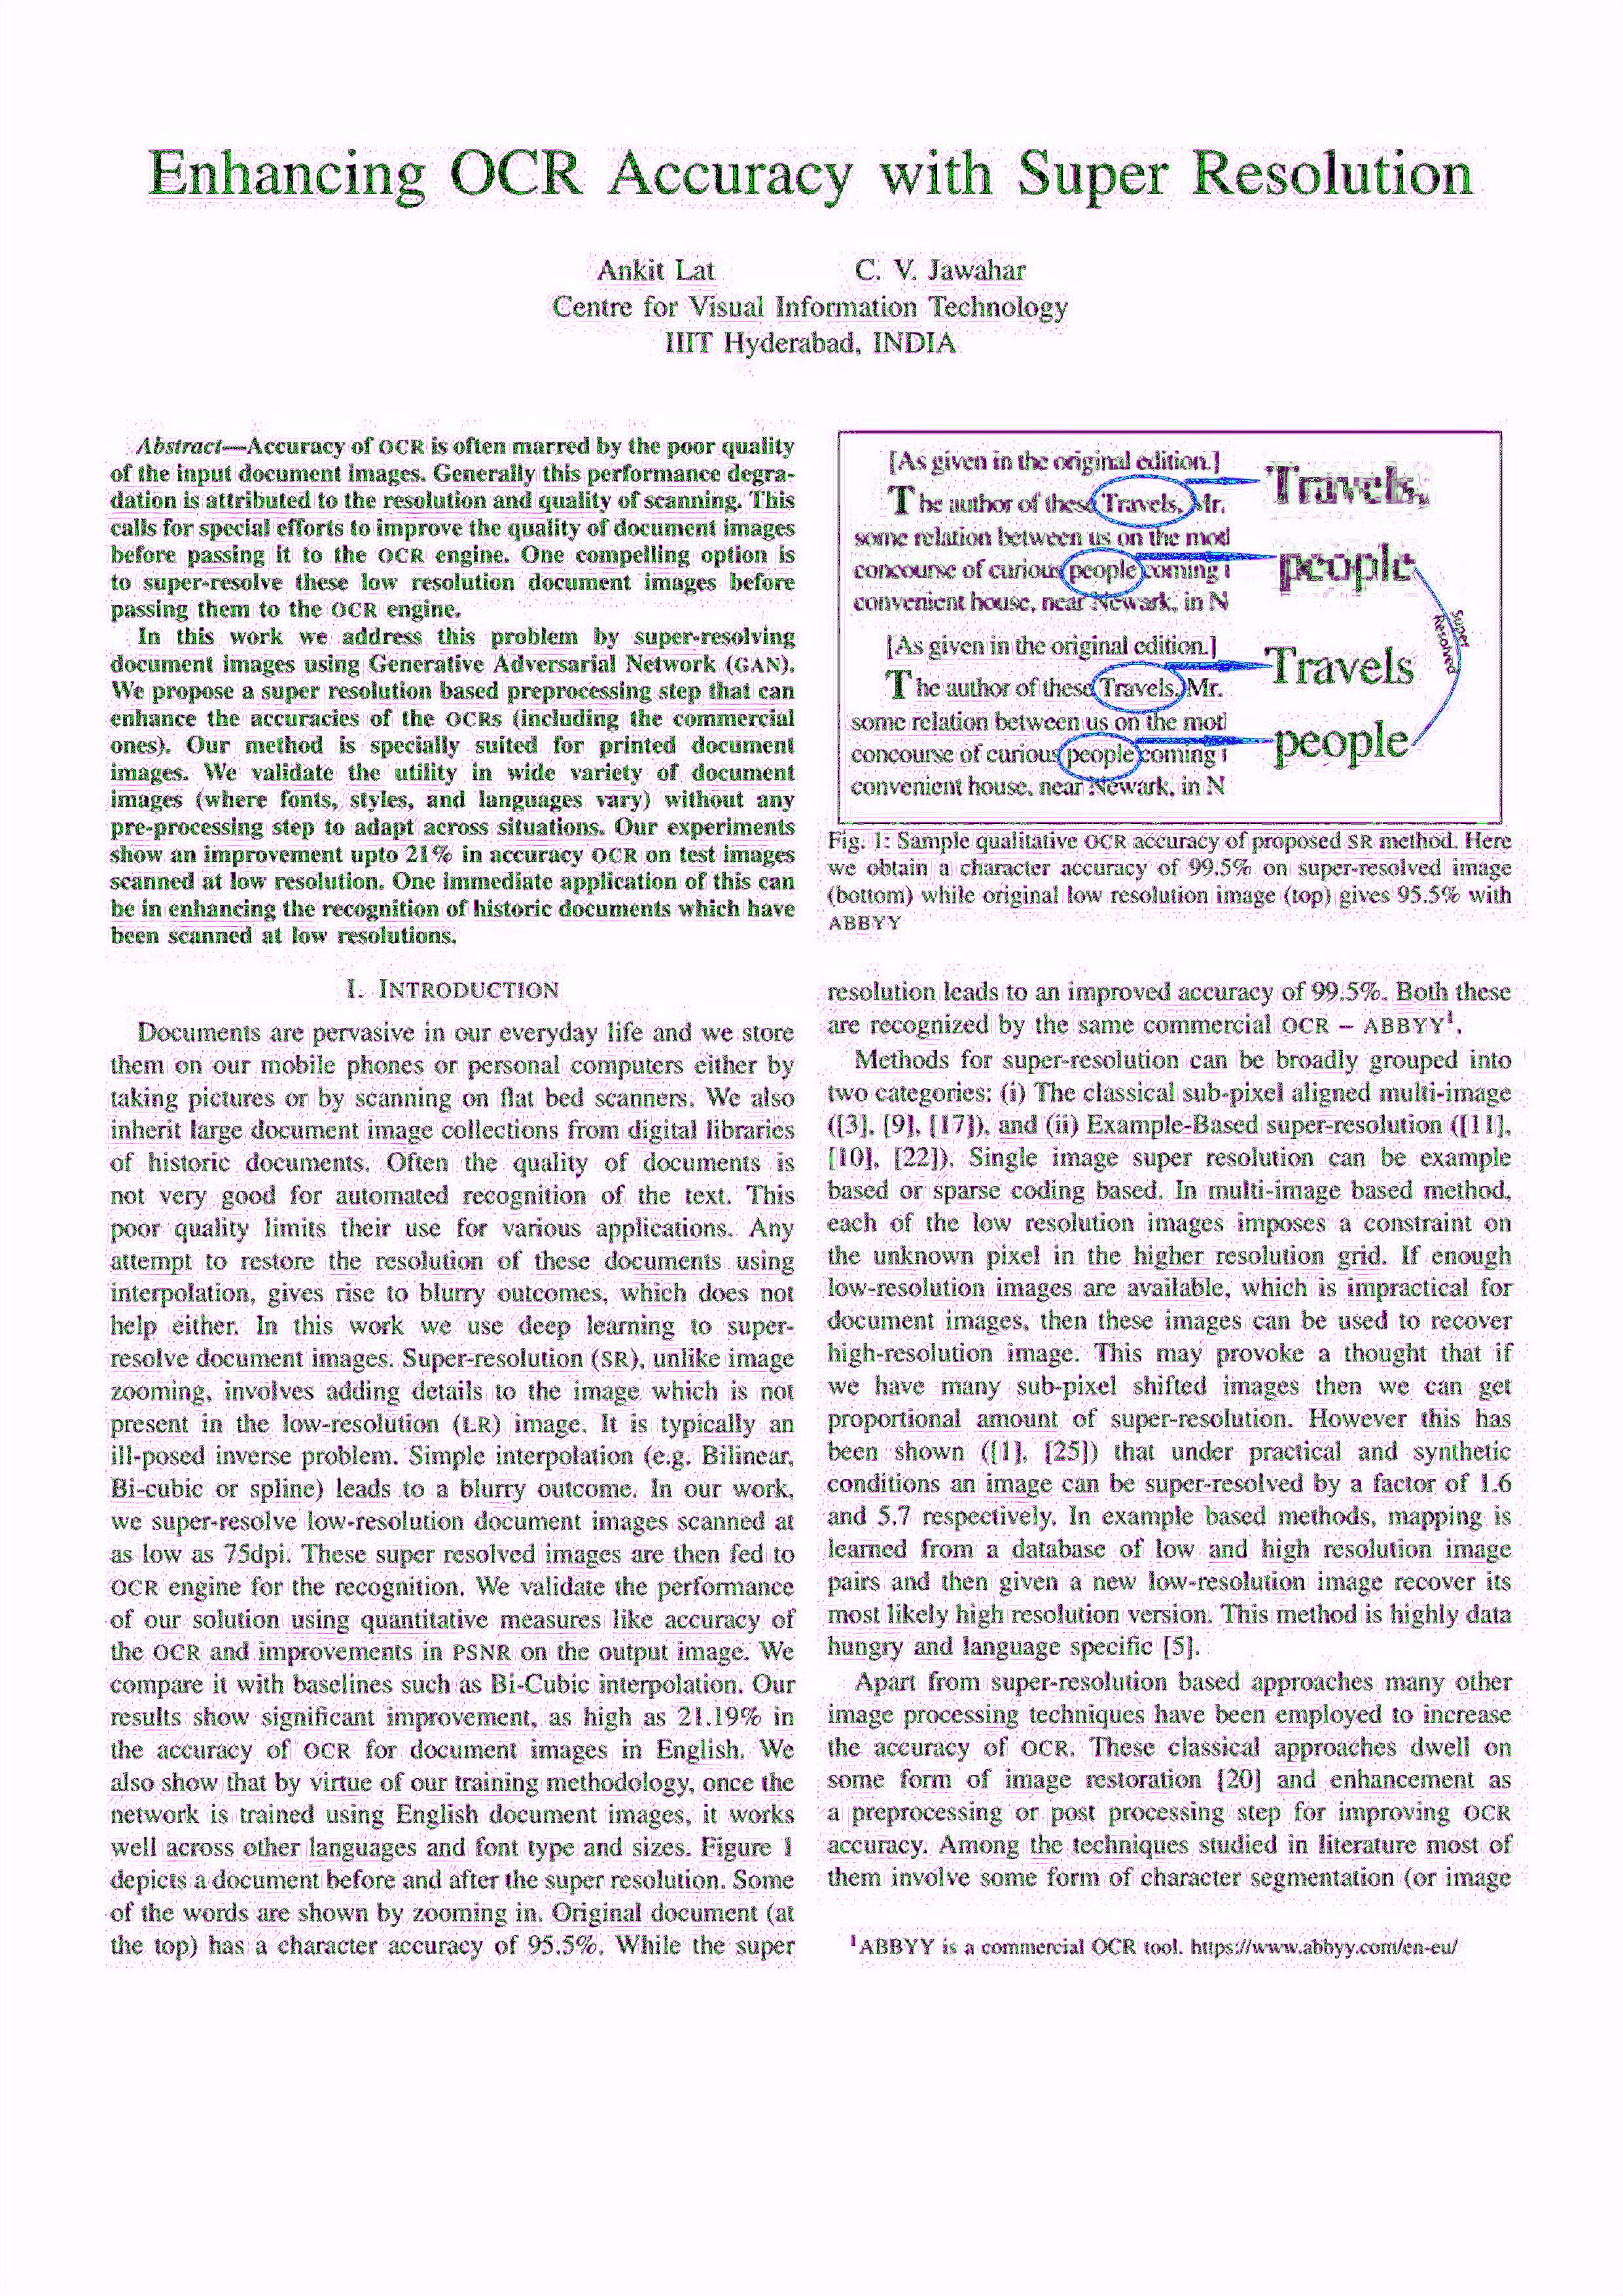 Enhancing OCR Accuracy with Super Resolution
Ankit Lat C. V. Jawahar
Centre for Visual Information Technology
IIIT Hyderabad, INDIA
Abstract—Accuracy of OCR is often marred by the poor quality
of the input document images. Generally this performance degra-
dation is attributed to the resolution and quality of scanning. This
calls for special efforts to improve the quality of document images
before passing it to the OCR engine. One compelling option is
to super-resolve these low resolution document images before
passing them to the OCR engine.
In this work we address this problem by super-resolving
document images using Generative Adversarial Network (GAN).
We propose a super resolution based preprocessing step that can
enhance the accuracies of the OCRs (including the commercial
ones). Our method is specially suited for printed document
images. We validate the utility in wide variety of document
images (where fonts, styles, and languages vary) without any
pre-processing step to adapt across situations. Our experiments
show an improvement upto 21% in accuracy OCR on test images
scanned at low resolution. One immediate application of this can
be in enhancing the recognition of historic documents which have
been scanned at low resolutions.
I. INTRODUCTION
Documents are pervasive in our everyday life and we store
them on our mobile phones or personal computers either by
taking pictures or by scanning on flat bed scanners. We also
inherit large document image collections from digital libraries
of historic documents. Often the quality of documents is
not very good for automated recognition of the text. This
poor quality limits their use for various applications. Any
attempt to restore the resolution of these documents using
interpolation, gives rise to blurry outcomes, which does not
help either. In this work we use deep learning to super-
resolve document images. Super-resolution (SR), unlike image
zooming, involves adding details to the image which is not
present in the low-resolution (LR) image. It is typically an
ill-posed inverse problem. Simple interpolation (e.g. Bilinear,
Bi-cubic or spline) leads to a blurry outcome. In our work,
we super-resolve low-resolution document images scanned at
as low as 75dpi. These super resolved images are then fed to
OCR engine for the recognition. We validate the performance
of our solution using quantitative measures like accuracy of
the OCR and improvements in PSNR on the output image. We
compare it with baselines such as Bi-Cubic interpolation. Our
results show significant improvement, as high as 21.19% in
the accuracy of OCR for document images in English. We
also show that by virtue of our training methodology, once the
network is trained using English document images, it works
well across other languages and font type and sizes. Figure 1
depicts a document before and after the super resolution. Some
of the words are shown by zooming in. Original document (at
the top) has a character accuracy of 95.5%. While the super
[As given in the original edition.]
The author of these Travels, Mr.
some relation between us on the mot
concourse of curious people coming
convenient house, near Newark, in N
Travels,
people
[As given in the original edition.]
The author of these Travels, Mr.
some relation between us on the mot
concourse of curious people coming
convenient house, near Newark, in N
Travels
people
Super
Resolved
Fig. 1: Sample qualitative OCR accuracy of proposed SR method. Here
we obtain a character accuracy of 99.5% on super-resolved image
(bottom) while original low resolution image (top) gives 95.5% with
ABBYY
resolution leads to an improved accuracy of 99.5%. Both these
are recognized by the same commercial OCR – ABBYY¹.
Methods for super-resolution can be broadly grouped into
two categories: (i) The classical sub-pixel aligned multi-image
([3], [9], [17]), and (ii) Example-Based super-resolution ([11],
[10], [22]). Single image super resolution can be example
based or sparse coding based. In multi-image based method,
each of the low resolution images imposes a constraint on
the unknown pixel in the higher resolution grid. If enough
low-resolution images are available, which is impractical for
document images, then these images can be used to recover
high-resolution image. This may provoke a thought that if
we have many sub-pixel shifted images then we can get
proportional amount of super-resolution. However this has
been shown ([1], [25]) that under practical and synthetic
conditions an image can be super-resolved by a factor of 1.6
and 5.7 respectively. In example based methods, mapping is
learned from a database of low and high resolution image
pairs and then given a new low-resolution image recover its
most likely high resolution version. This method is highly data
hungry and language specific [5].
Apart from super-resolution based approaches many other
image processing techniques have been employed to increase
the accuracy of OCR. These classical approaches dwell on
some form of image restoration [20] and enhancement as
a preprocessing or post processing step for improving OCR
accuracy. Among the techniques studied in literature most of
them involve some form of character segmentation (or image
¹ABBYY is a commercial OCR tool. https://www.abbyy.com/en-eu/